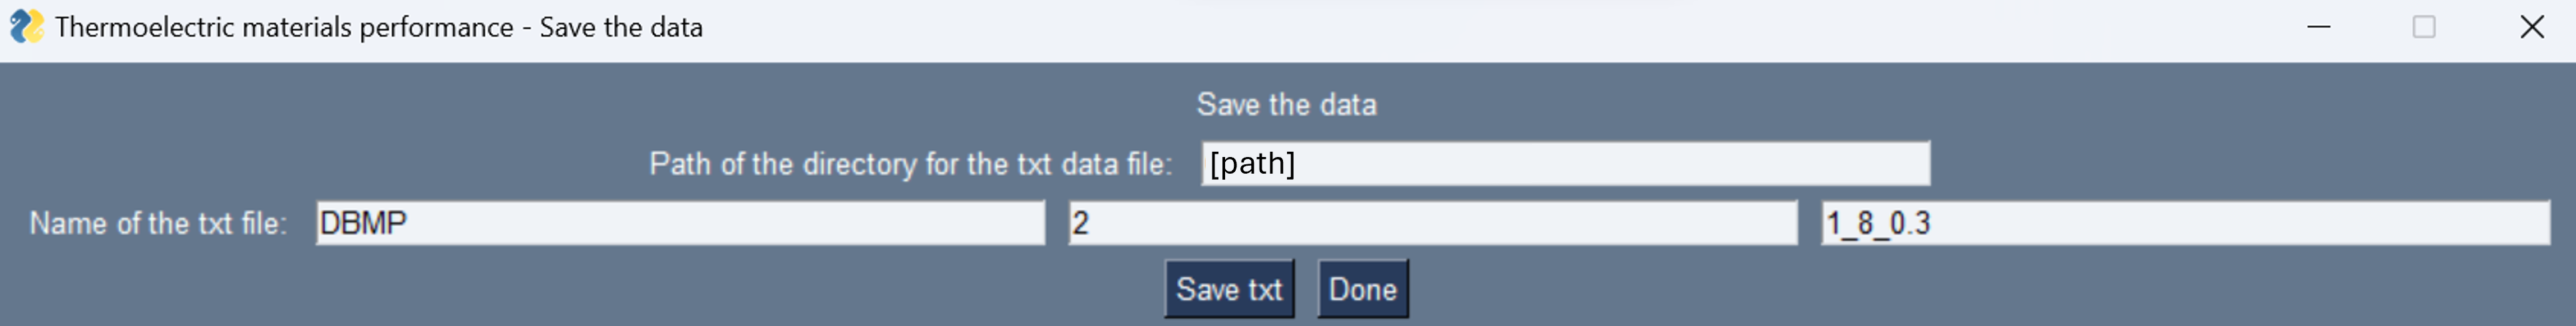 Thermoelectric materials performance - Save the data
Save the data
Path of the directory for the txt data file: [path]
Name of the txt file: DBMP 2 1_8_0.3
Save txt Done